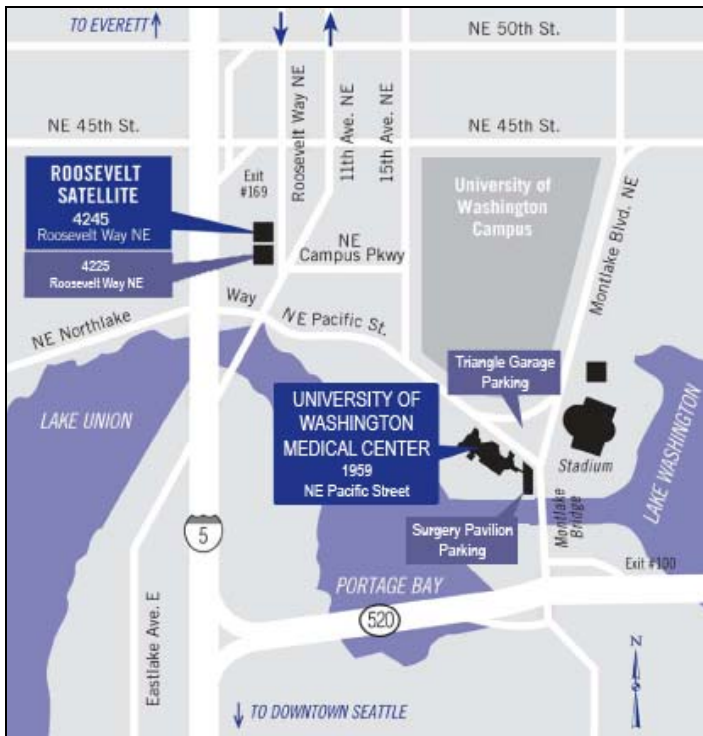 TO EVERETT
NE 50th St.
Roosevelt Way NE
11th Ave. NE
15th Ave. NE
NE 45th St.
NE 45th St.
ROOSEVELT
SATELLITE
4245
Roosevelt Way NE
4225
Roosevelt Way NE
Exit
#169
University of
Washington
Campus
Montlake Blvd. NE
NE
Campus Pkwy
NE Northlake
Way
NE Pacific St.
Triangle Garage
Parking
LAKE UNION
UNIVERSITY OF
WASHINGTON
MEDICAL CENTER
1959
NE Pacific Street
Stadium
LAKE WASHINGTON
Surgery Pavilion
Parking
Montlake
Bridge
5
Exit #100
PORTAGE BAY
520
Eastlake Ave. E
N
S
TO DOWNTOWN SEATTLE